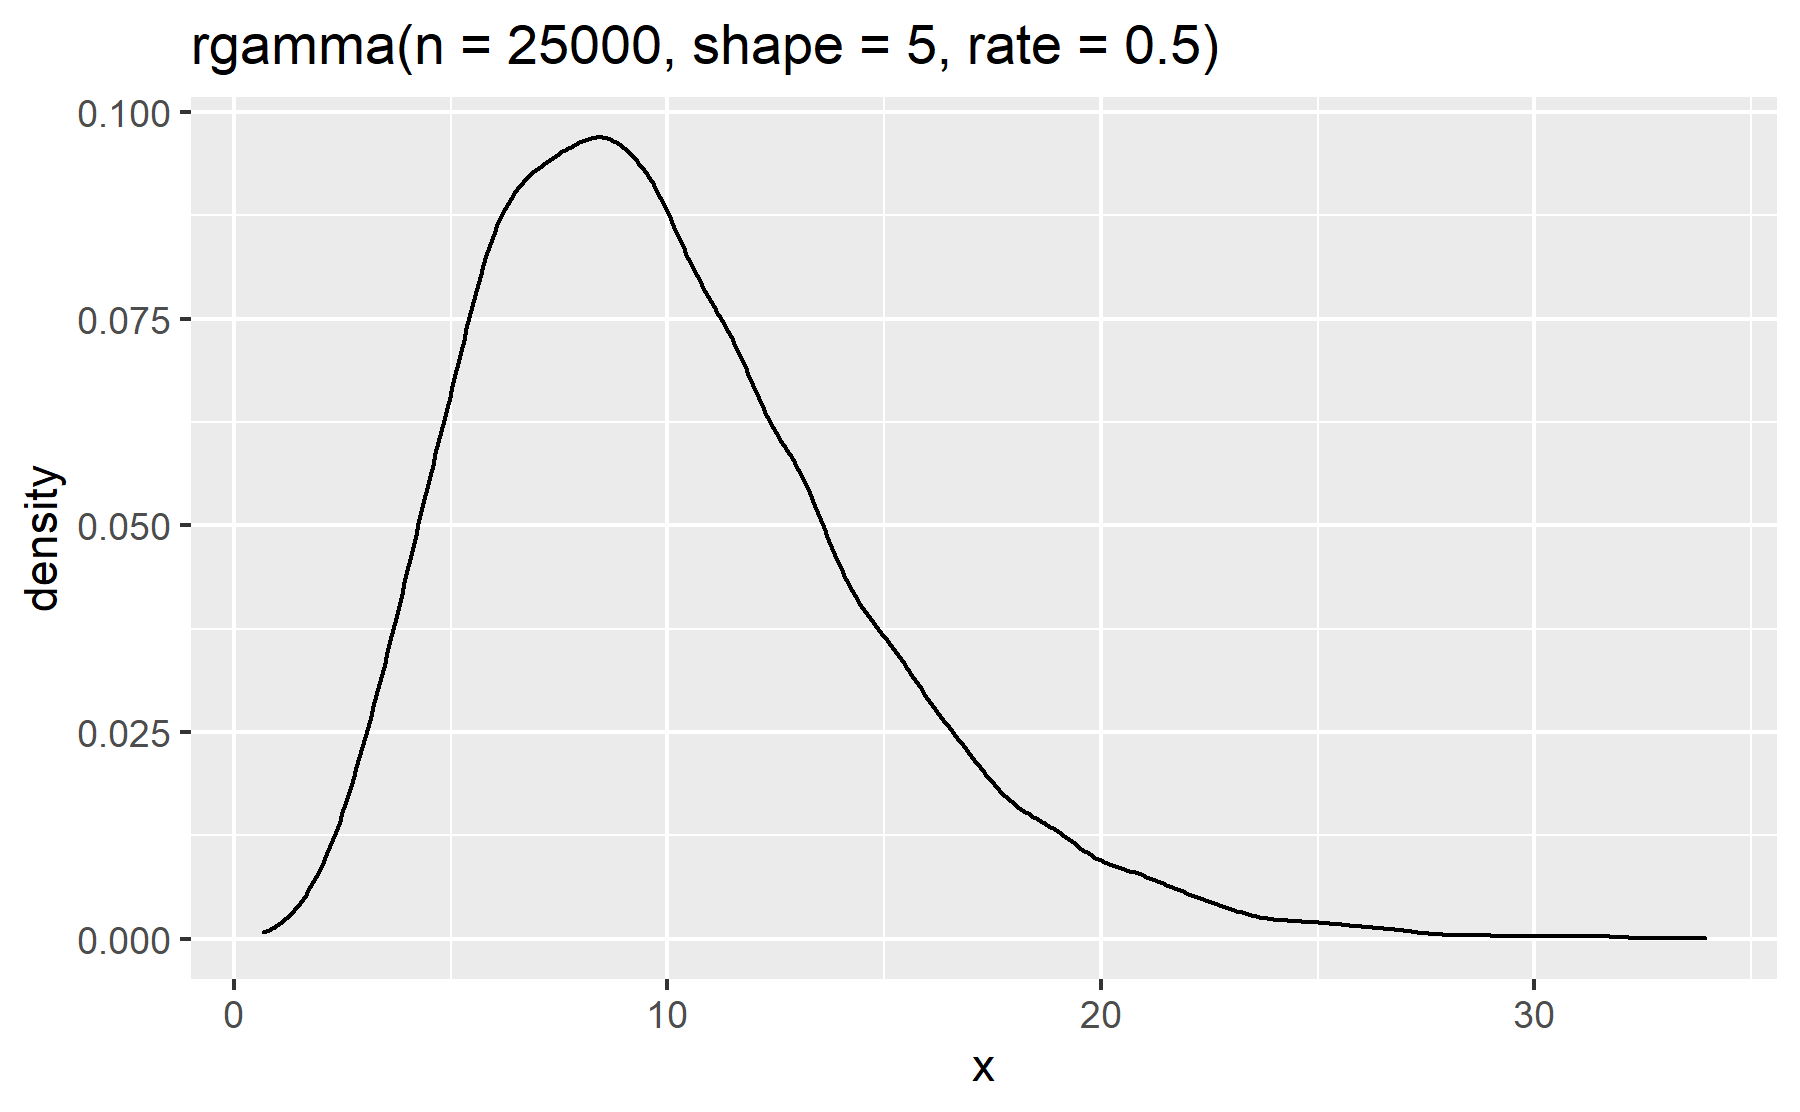 rgamma(n = 25000, shape = 5, rate = 0.5)
0.100
0.075
0.050
0.025
0.000
density
0 10 20 30
x